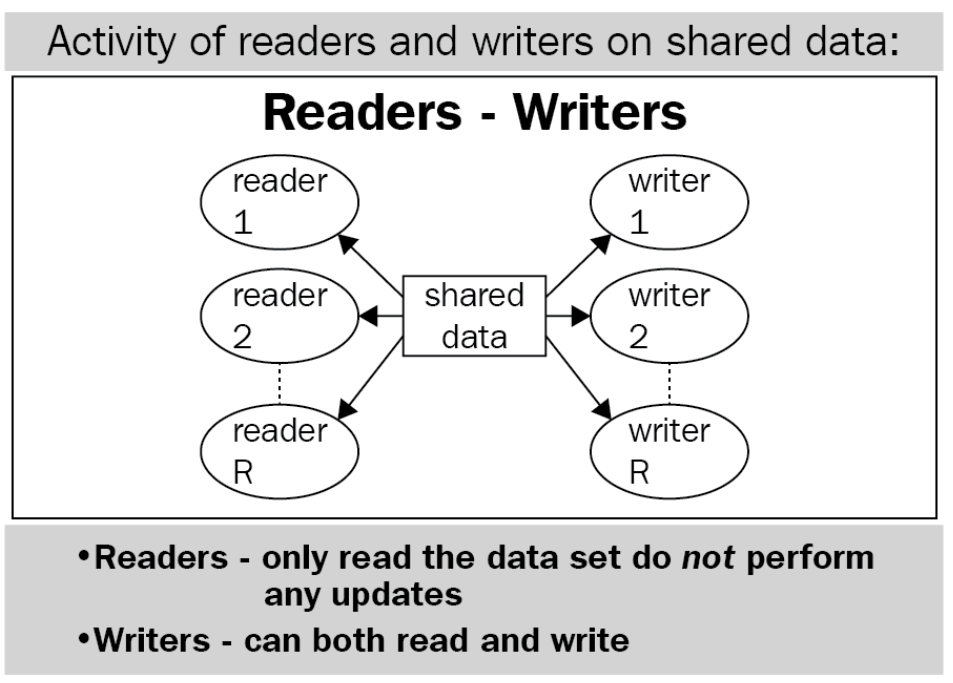 Activity of readers and writers on shared data:
Readers - Writers
reader
1
writer
1
reader
2
shared
data
writer
2
reader
R
writer
R
•Readers - only read the data set do not perform
any updates
•Writers - can both read and write